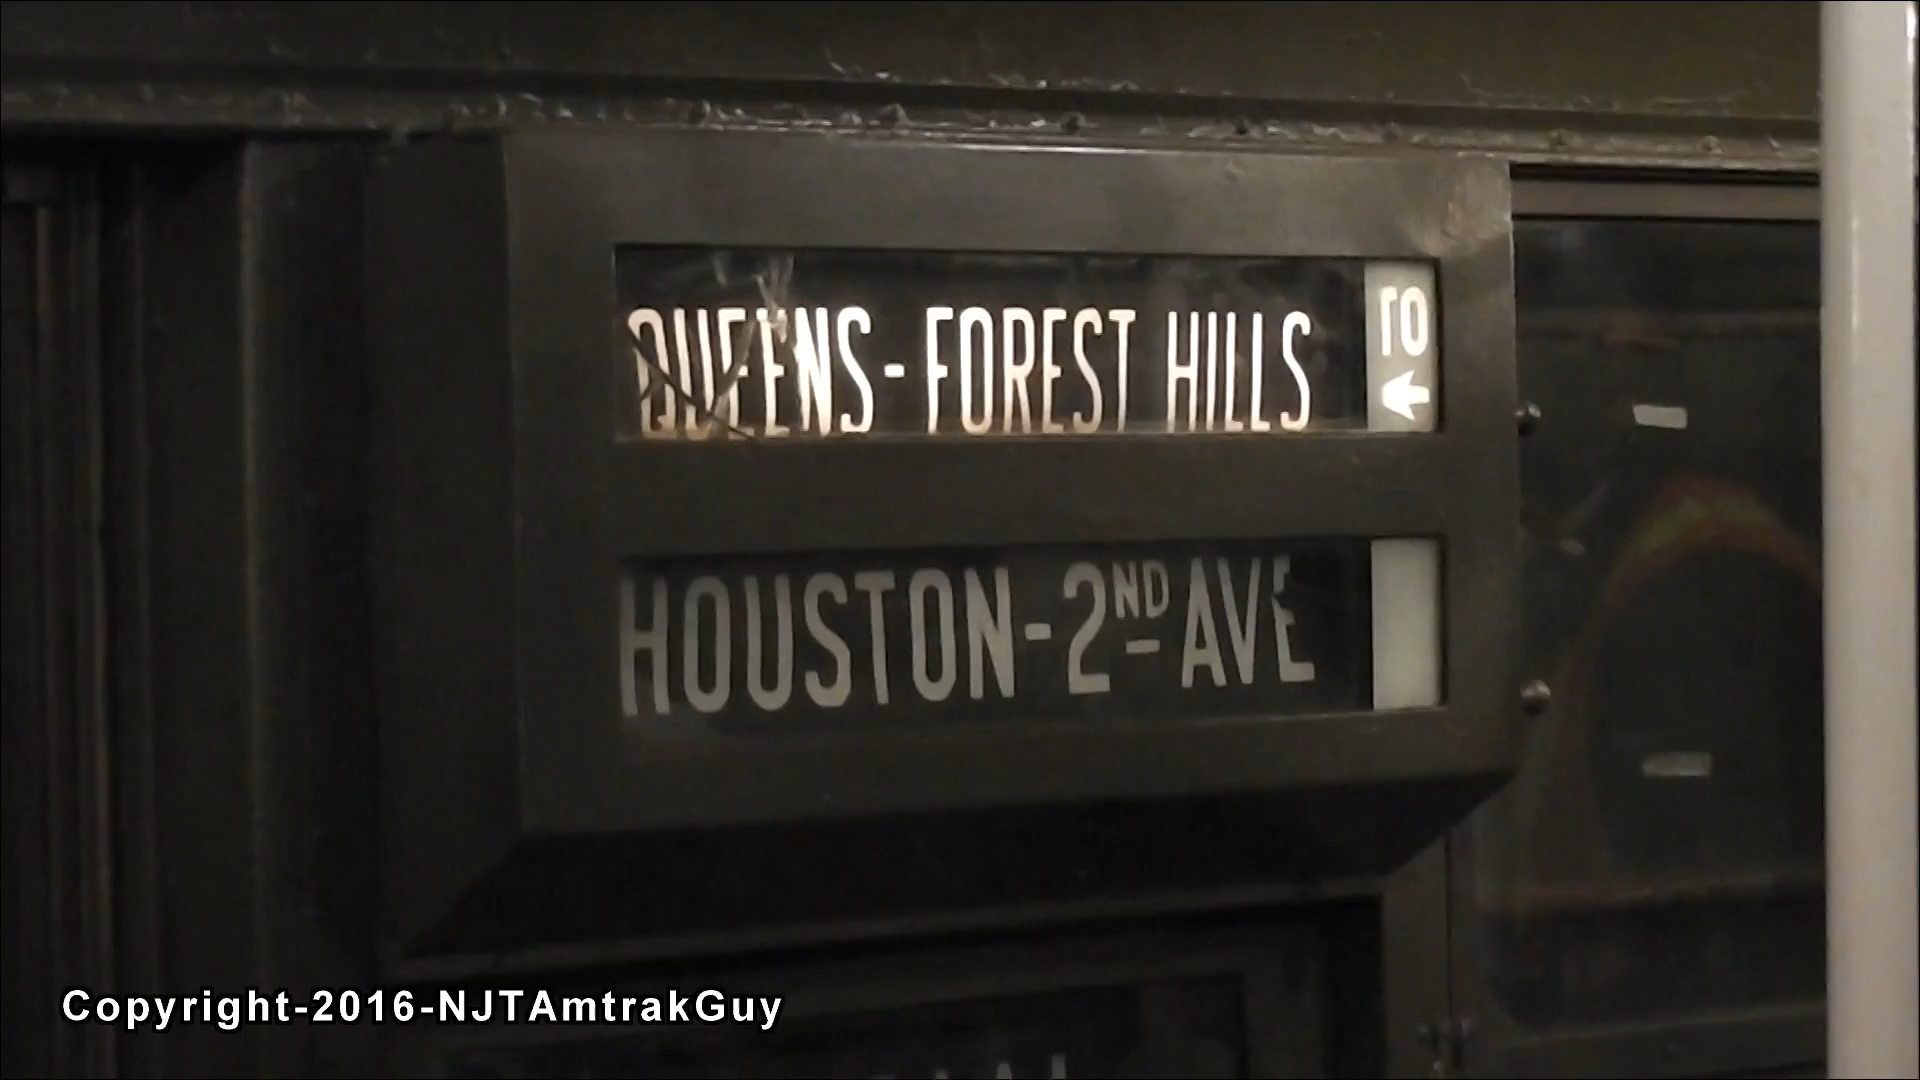 QUEENS-FOREST HILLS
TO
HOUSTON-2ND AVE
Copyright-2016-NJTAmtrakGuy